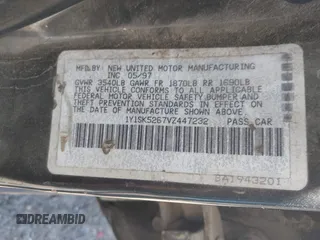 MFD.BY NEW UNITED MOTOR MANUFACTURING
INC 05/97
GVWR 3540LB GAWR FR 1870LB RR 1690LB
THIS VEHICLE CONFORMS TO ALL APPLICABLE
FEDERAL MOTOR VEHICLE SAFETY, BUMPER, AND
THEFT PREVENTION STANDARDS IN EFFECT ON
THE DATE OF MANUFACTURE SHOWN ABOVE.
1Y1SK5267VZ447232 PASS CAR
BA1943201
DREAMBID